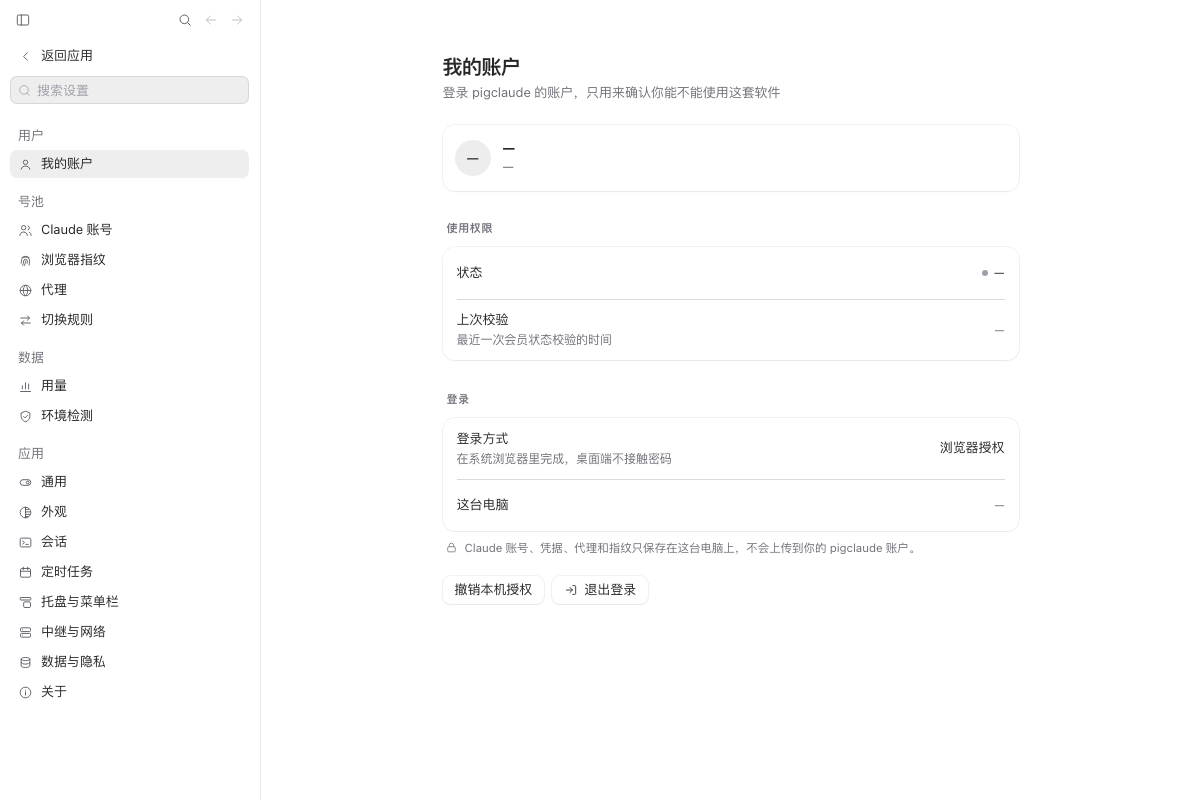 返回应用
搜索设置
用户
我的账户
号池
Claude 账号
浏览器指纹
代理
切换规则
数据
用量
环境检测
应用
通用
外观
会话
定时任务
托盘与菜单栏
中继与网络
数据与隐私
关于
我的账户
登录 pigclaude 的账户，只用来确认你能不能使用这套软件
—
—
—
使用权限
状态
—
上次校验
最近一次会员状态校验的时间
—
登录
登录方式
在系统浏览器里完成，桌面端不接触密码
浏览器授权
这台电脑
—
Claude 账号、凭据、代理和指纹只保存在这台电脑上，不会上传到你的 pigclaude 账户。
撤销本机授权
退出登录